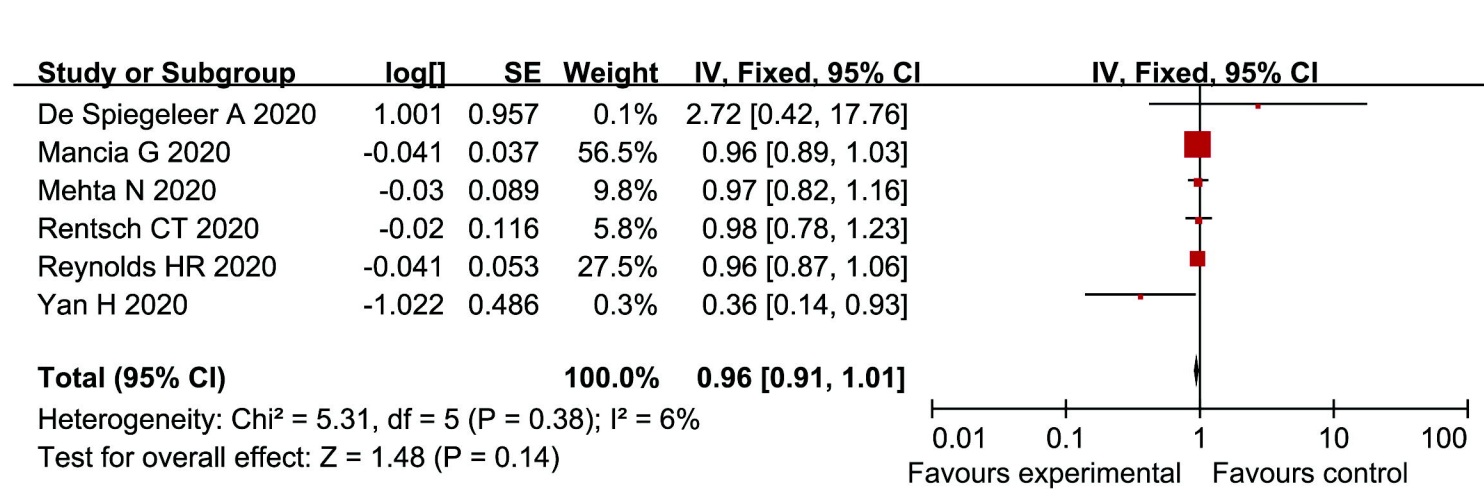 Study or Subgroup log[] SE Weight IV, Fixed, 95% CI IV, Fixed, 95% CI
De Spiegeleer A 2020 1.001 0.957 0.1% 2.72 [0.42, 17.76]
Mancia G 2020 -0.041 0.037 56.5% 0.96 [0.89, 1.03]
Mehta N 2020 -0.03 0.089 9.8% 0.97 [0.82, 1.16]
Rentsch CT 2020 -0.02 0.116 5.8% 0.98 [0.78, 1.23]
Reynolds HR 2020 -0.041 0.053 27.5% 0.96 [0.87, 1.06]
Yan H 2020 -1.022 0.486 0.3% 0.36 [0.14, 0.93]
Total (95% CI) 100.0% 0.96 [0.91, 1.01]
Heterogeneity: Chi² = 5.31, df = 5 (P = 0.38); I² = 6%
Test for overall effect: Z = 1.48 (P = 0.14)
0.01 0.1 1 10 100
Favours experimental Favours control